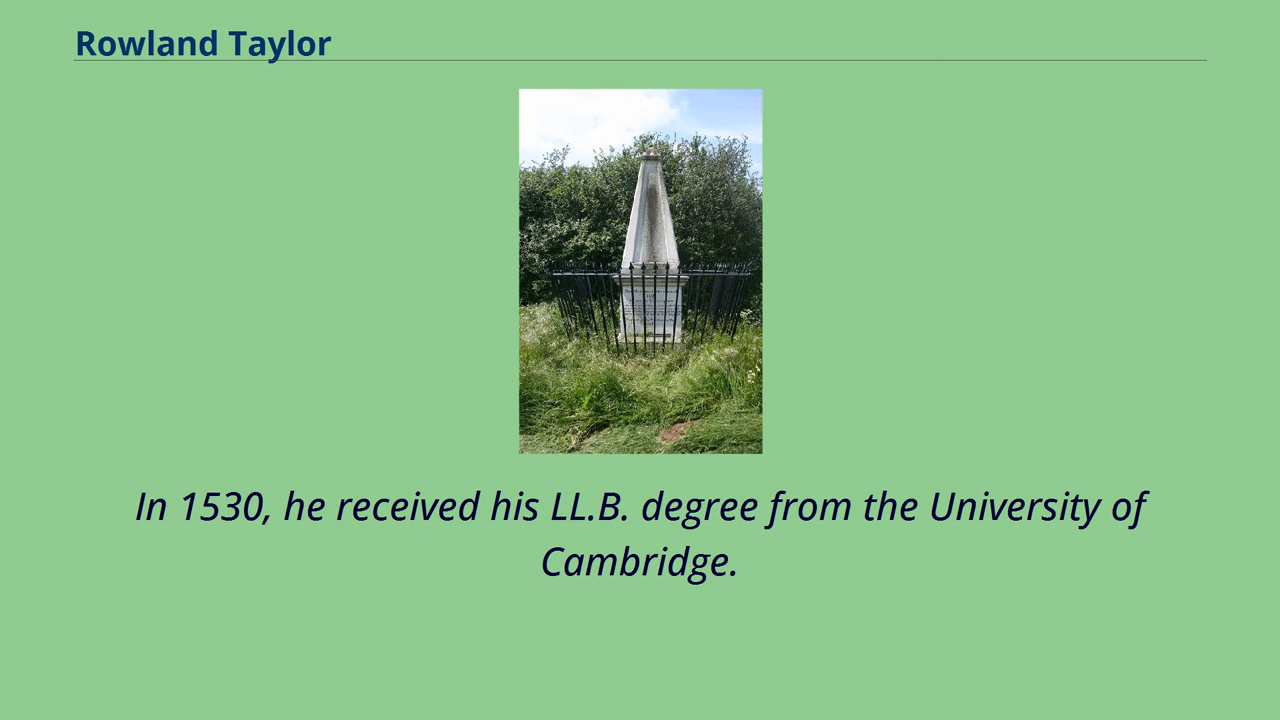 Rowland Taylor
In 1530, he received his LL.B. degree from the University of
Cambridge.